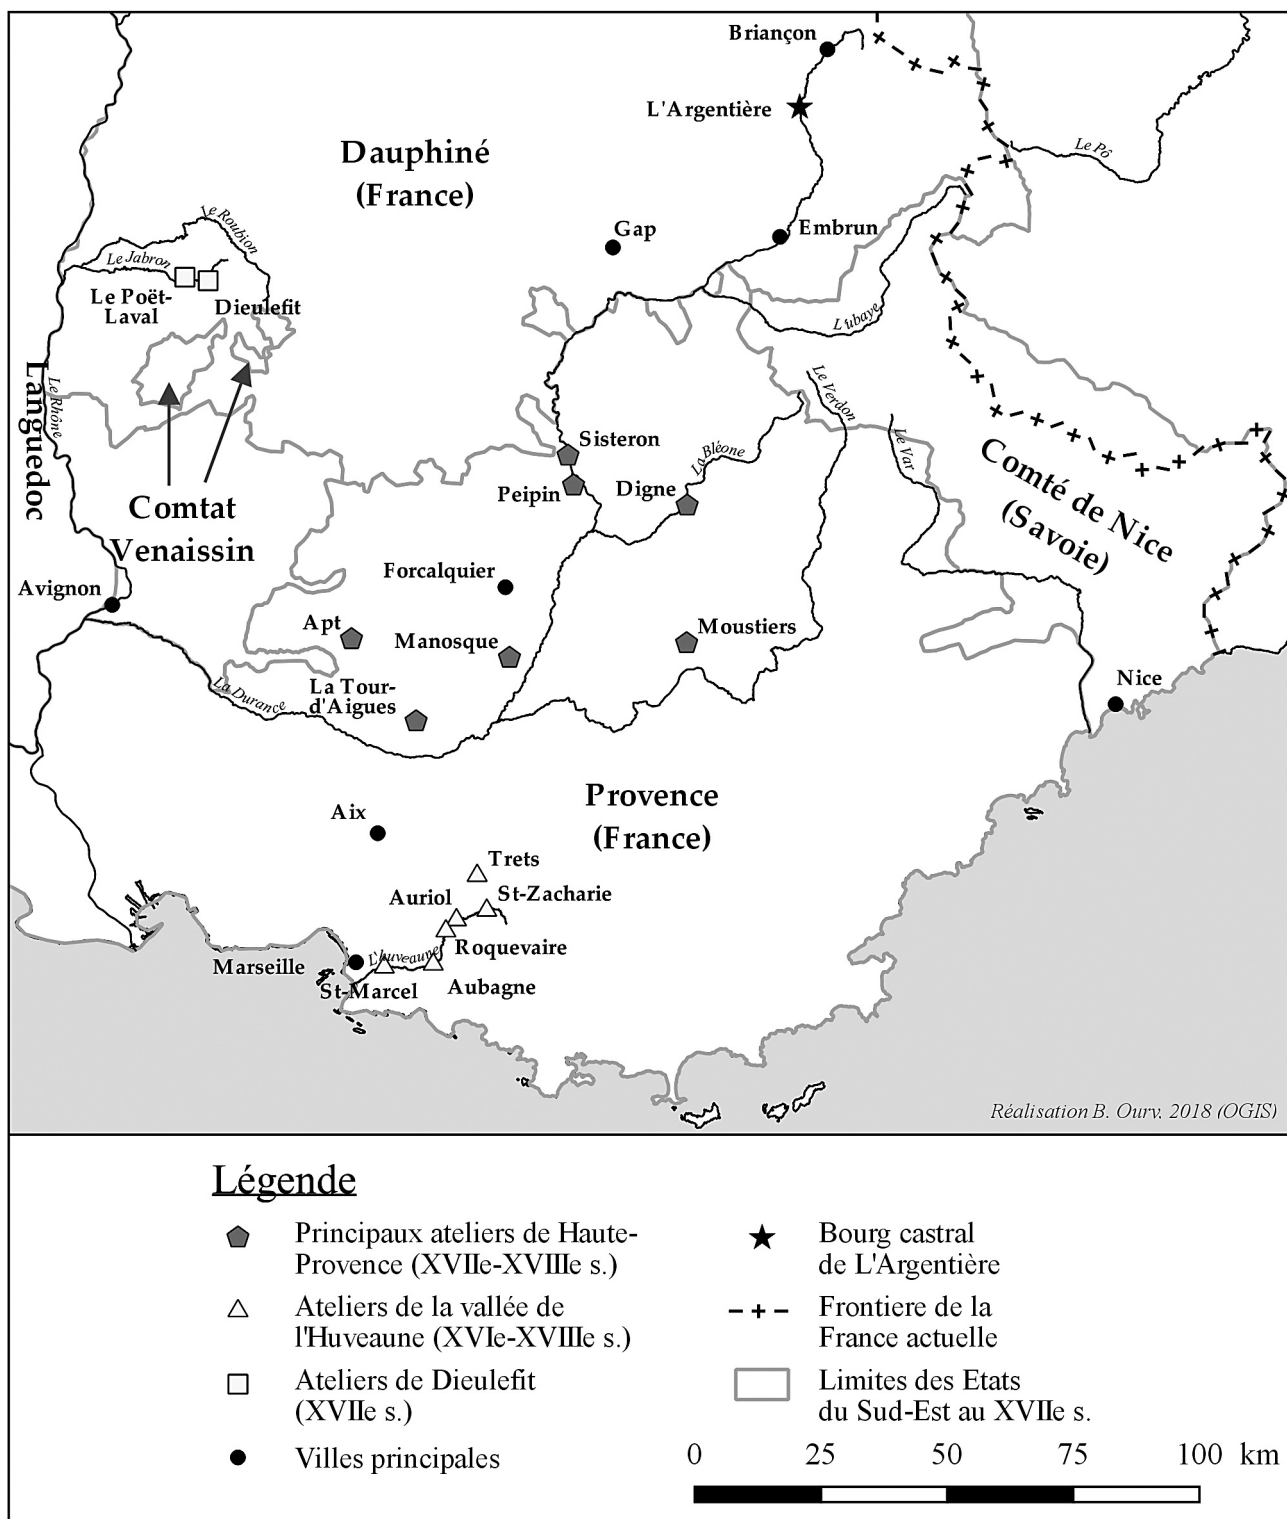 Briançon
L'Argentière
Dauphiné
(France)
Le Pô
Le Roubion
Gap
Embrun
Le Jabron
Le Poët-
Laval
Dieulefit
L'ubaye
Languedoc
Le Rhône
Le Verdon
Sisteron
La Bléone
Le Var
Peipin
Digne
Comtat
Venaissin
Comté de Nice
(Savoie)
Avignon
Forcalquier
Apt
Manosque
Moustiers
La Durance
La Tour-
d'Aigues
Nice
Provence
(France)
Aix
Trets
Auriol
St-Zacharie
L'huveaune
Roquevaire
Marseille
St-Marcel
Aubagne
Réalisation B. Oury, 2018 (OGIS)
Légende
Principaux ateliers de Haute-
Provence (XVIIe-XVIIIe s.)
Ateliers de la vallée de
l'Huveaune (XVIe-XVIIIe s.)
Ateliers de Dieulefit
(XVIIe s.)
Villes principales
Bourg castral
de L'Argentière
Frontiere de la
France actuelle
Limites des Etats
du Sud-Est au XVIIe s.
0 25 50 75 100 km